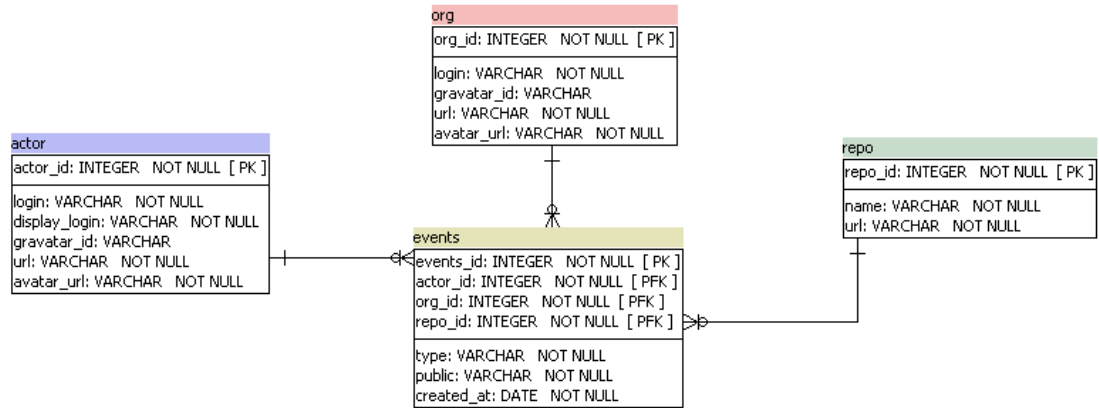 org
org_id: INTEGER NOT NULL [ PK ]
login: VARCHAR NOT NULL
gravatar_id: VARCHAR
url: VARCHAR NOT NULL
avatar_url: VARCHAR NOT NULL
actor
actor_id: INTEGER NOT NULL [ PK ]
login: VARCHAR NOT NULL
display_login: VARCHAR NOT NULL
gravatar_id: VARCHAR
url: VARCHAR NOT NULL
avatar_url: VARCHAR NOT NULL
repo
repo_id: INTEGER NOT NULL [ PK ]
name: VARCHAR NOT NULL
url: VARCHAR NOT NULL
events
events_id: INTEGER NOT NULL [ PK ]
actor_id: INTEGER NOT NULL [ PFK ]
org_id: INTEGER NOT NULL [ PFK ]
repo_id: INTEGER NOT NULL [ PFK ]
type: VARCHAR NOT NULL
public: VARCHAR NOT NULL
created_at: DATE NOT NULL